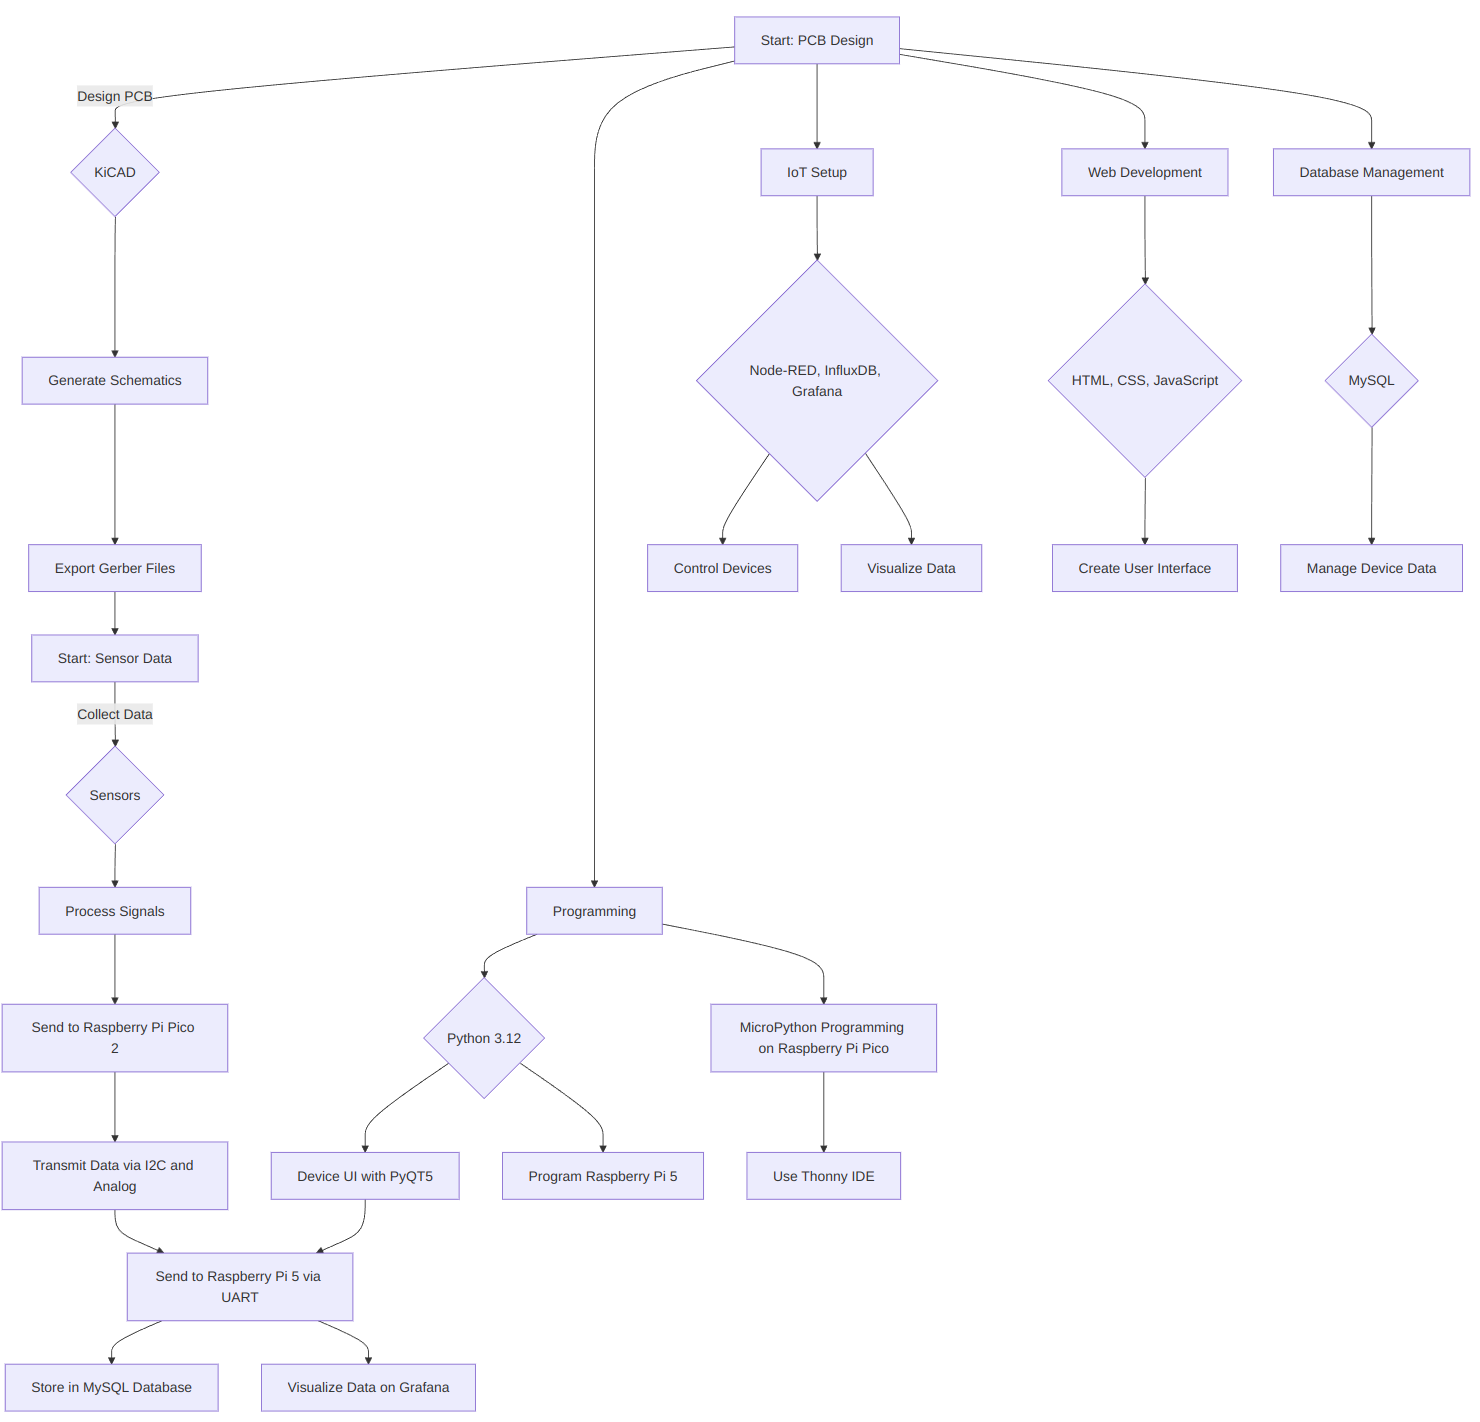 Start: PCB Design
Design PCB
KiCAD
IoT Setup
Web Development
Database Management
Generate Schematics
Node-RED, InfluxDB,
Grafana
HTML, CSS, JavaScript
MySQL
Export Gerber Files
Control Devices
Visualize Data
Create User Interface
Manage Device Data
Start: Sensor Data
Collect Data
Sensors
Process Signals
Programming
Send to Raspberry Pi Pico
2
Python 3.12
MicroPython Programming
on Raspberry Pi Pico
Transmit Data via I2C and
Analog
Device UI with PyQT5
Program Raspberry Pi 5
Use Thonny IDE
Send to Raspberry Pi 5 via
UART
Store in MySQL Database
Visualize Data on Grafana